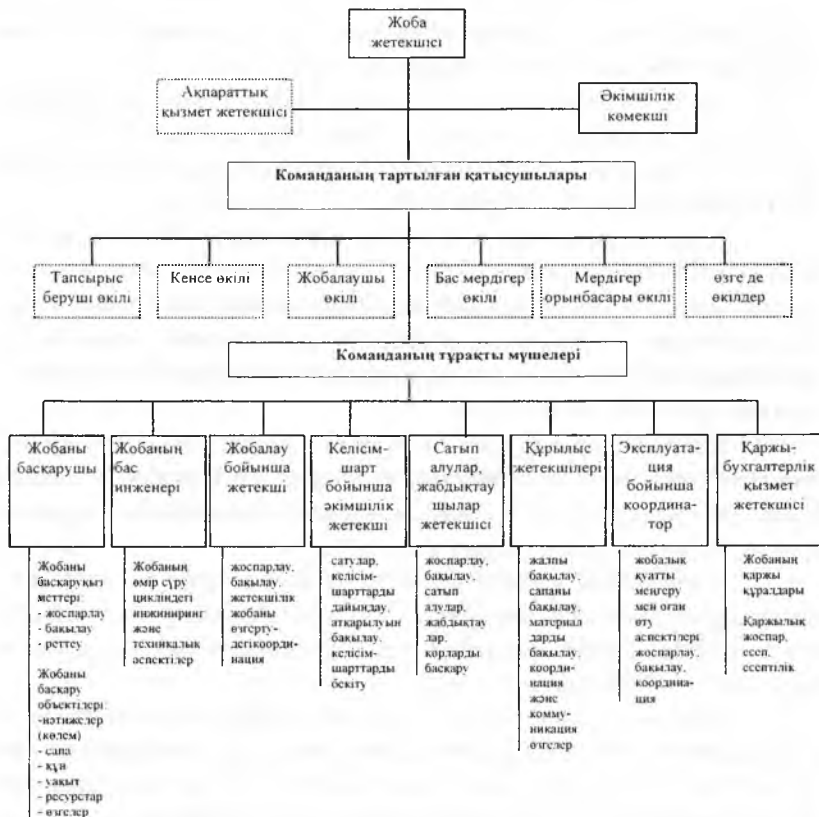 Жоба
жетекшісі
Ақпараттық
қызмет жетекшісі
Әкімшілік
көмекші
Команданың тартылған қатысушылары
Тапсырыс
беруші өкілі
Кенсе өкілі
Жобалаушы
өкілі
Бас мердігер
өкілі
Мердігер
орынбасары өкілі
өзге де
өкілдер
Команданың тұрақты мүшелері
Жобаны
басқарушы
Жобаның
бас
инженері
Жобалау
бойынша
жетекші
Келісім-
шарт
бойынша
әкімшілік
жетекші
Сатып
алулар,
жабдықтау
шылар
жетекшісі
Құрылыс
жетекшілері
Эксплуата-
ция
бойынша
координа-
тор
Қаржы-
бухгалтерлік
қызмет
жетекшісі
Жобаны
басқаруқыз
меттері:
- жоспарлау
- бақылау
- реттеу
Жобаны
басқару
объектілері:
-нәтижелер
(көлем)
- сапа
- құн
- уақыт
- ресурстар
- өзгелер
Жобаның
өмір сүру
цикліндегі
инжиниринг
және
техникалық
аспектілер
жоспарлау,
бақылау,
жетекшілік
жобаны
өзгерту-
дегікоорди-
нация
сатулар,
келісім-
шарттарды
дайындау,
атқарылуын
бақылау,
келісім-
шарттарды
бекіту
жоспарлау,
бақылау,
сатып
алулар,
жабдықтау
лар,
қорларды
басқару
жалпы
бақылау,
сапаны
бақылау,
материал
дарды
бақылау,
коорди-
нация
және
комму-
никация
өзгелер
жобалық
қуатты
меңгеру
мен оған
өту
аспектілері
жоспарлау,
бақылау,
координа-
ция
Жобаның
қаржы
құралдары
Қаржылық
жоспар,
есеп,
есептілік